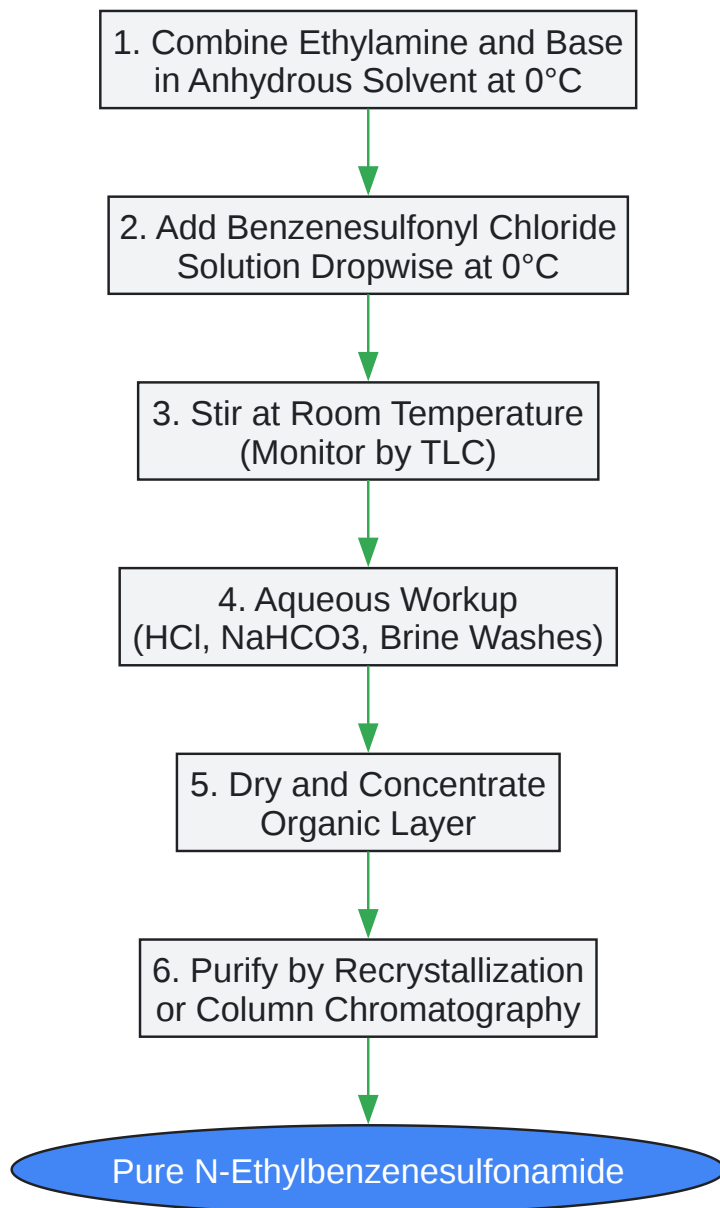 1. Combine Ethylamine and Base
in Anhydrous Solvent at 0°C
2. Add Benzenesulfonyl Chloride
Solution Dropwise at 0°C
3. Stir at Room Temperature
(Monitor by TLC)
4. Aqueous Workup
(HCl, NaHCO3, Brine Washes)
5. Dry and Concentrate
Organic Layer
6. Purify by Recrystallization
or Column Chromatography
Pure N-Ethylbenzenesulfonamide